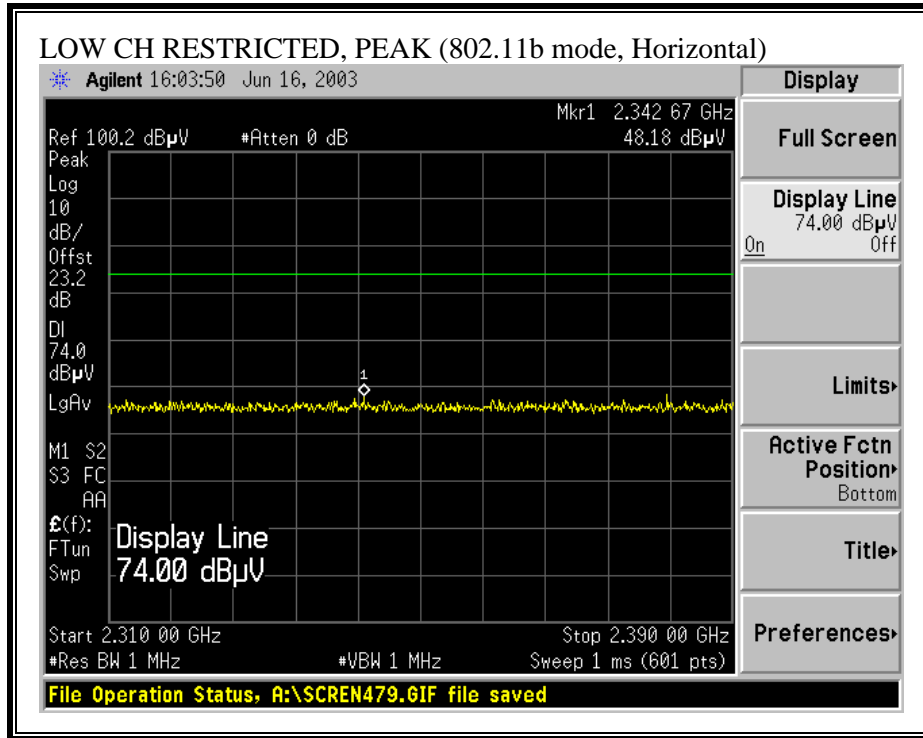 LOW CH RESTRICTED, PEAK (802.11b mode, Horizontal)
Agilent 16:03:50 Jun 16, 2003
Display
Mkr1 2.342 67 GHz
Ref 100.2 dBµV #Atten 0 dB 48.18 dBµV
Peak
Log
10
dB/
Offst
23.2
dB
DI
74.0
dBµV
LgAv
M1 S2
S3 FC
AA
£(f):
FTun
Swp
1
Display Line
74.00 dBµV
Start 2.310 00 GHz Stop 2.390 00 GHz
#Res BW 1 MHz #VBW 1 MHz Sweep 1 ms (601 pts)
Full Screen
Display Line
74.00 dBµV
On Off
Limits
Active Fctn
Position
Bottom
Title
Preferences
File Operation Status, A:\SCREN479.GIF file saved